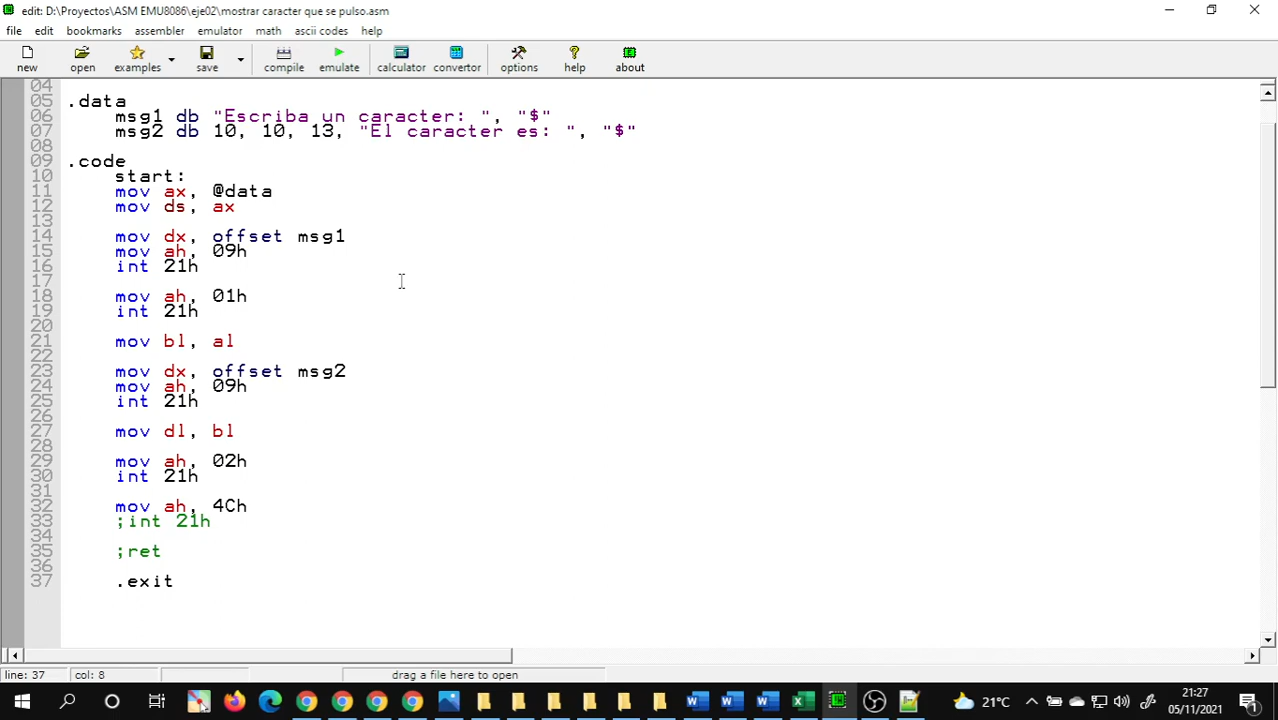 edit: D:\Proyectos\ASM EMU8086\eje02\mostrar caracter que se pulso.asm
file edit bookmarks assembler emulator math ascii codes help
new open examples save compile emulate calculator convertor options help about
04
05 .data
06 msg1 db "Escriba un caracter: ", "$"
07 msg2 db 10, 10, 13, "El caracter es: ", "$"
08
09 .code
10 start:
11 mov ax, @data
12 mov ds, ax
13
14 mov dx, offset msg1
15 mov ah, 09h
16 int 21h
17
18 mov ah, 01h
19 int 21h
20
21 mov bl, al
22
23 mov dx, offset msg2
24 mov ah, 09h
25 int 21h
26
27 mov dl, bl
28
29 mov ah, 02h
30 int 21h
31
32 mov ah, 4Ch
33 ;int 21h
34
35 ;ret
36
37 .exit
line: 37 col: 8 drag a file here to open
21°C 21:27
05/11/2021 1